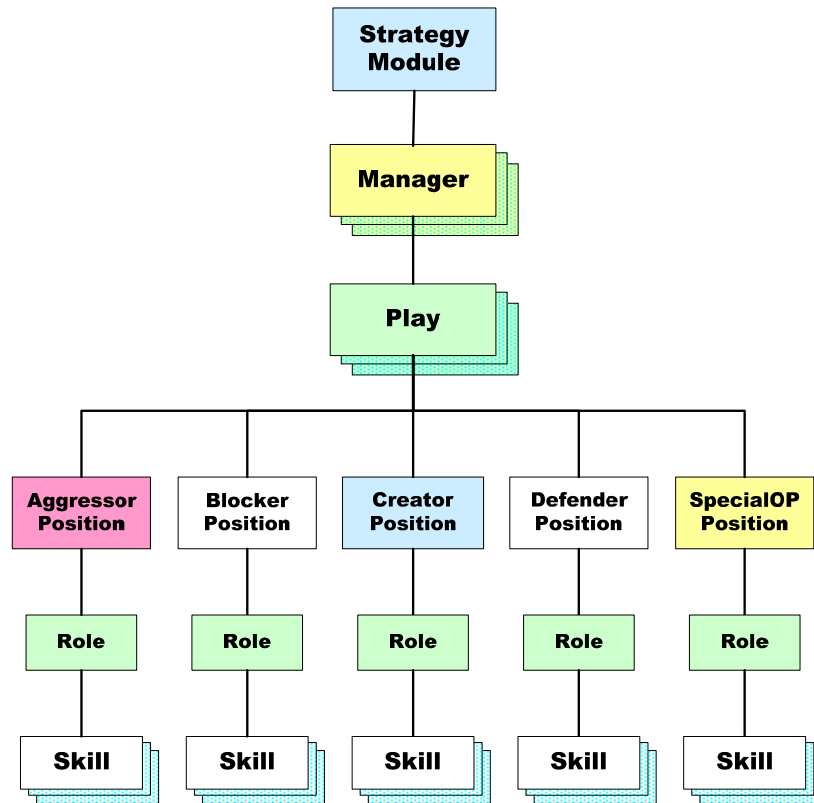 Strategy
Module
Manager
Play
Aggressor
Position
Blocker
Position
Creator
Position
Defender
Position
SpecialOP
Position
Role
Role
Role
Role
Role
Skill
Skill
Skill
Skill
Skill